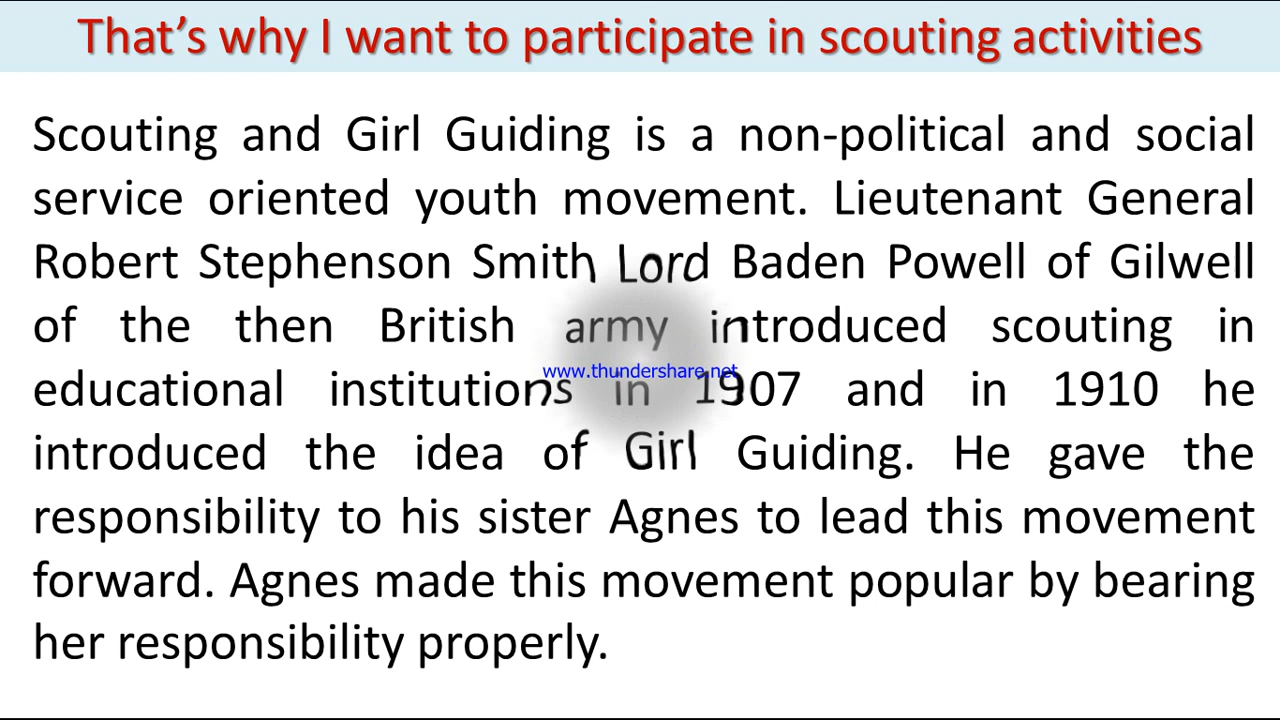 That's why I want to participate in scouting activities
Scouting and Girl Guiding is a non-political and social
service oriented youth movement. Lieutenant General
Robert Stephenson Smith Lord Baden Powell of Gilwell
of the then British army introduced scouting in
www.thundershare.net
educational institutions in 1907 and in 1910 he
introduced the idea of Girl Guiding. He gave the
responsibility to his sister Agnes to lead this movement
forward. Agnes made this movement popular by bearing
her responsibility properly.